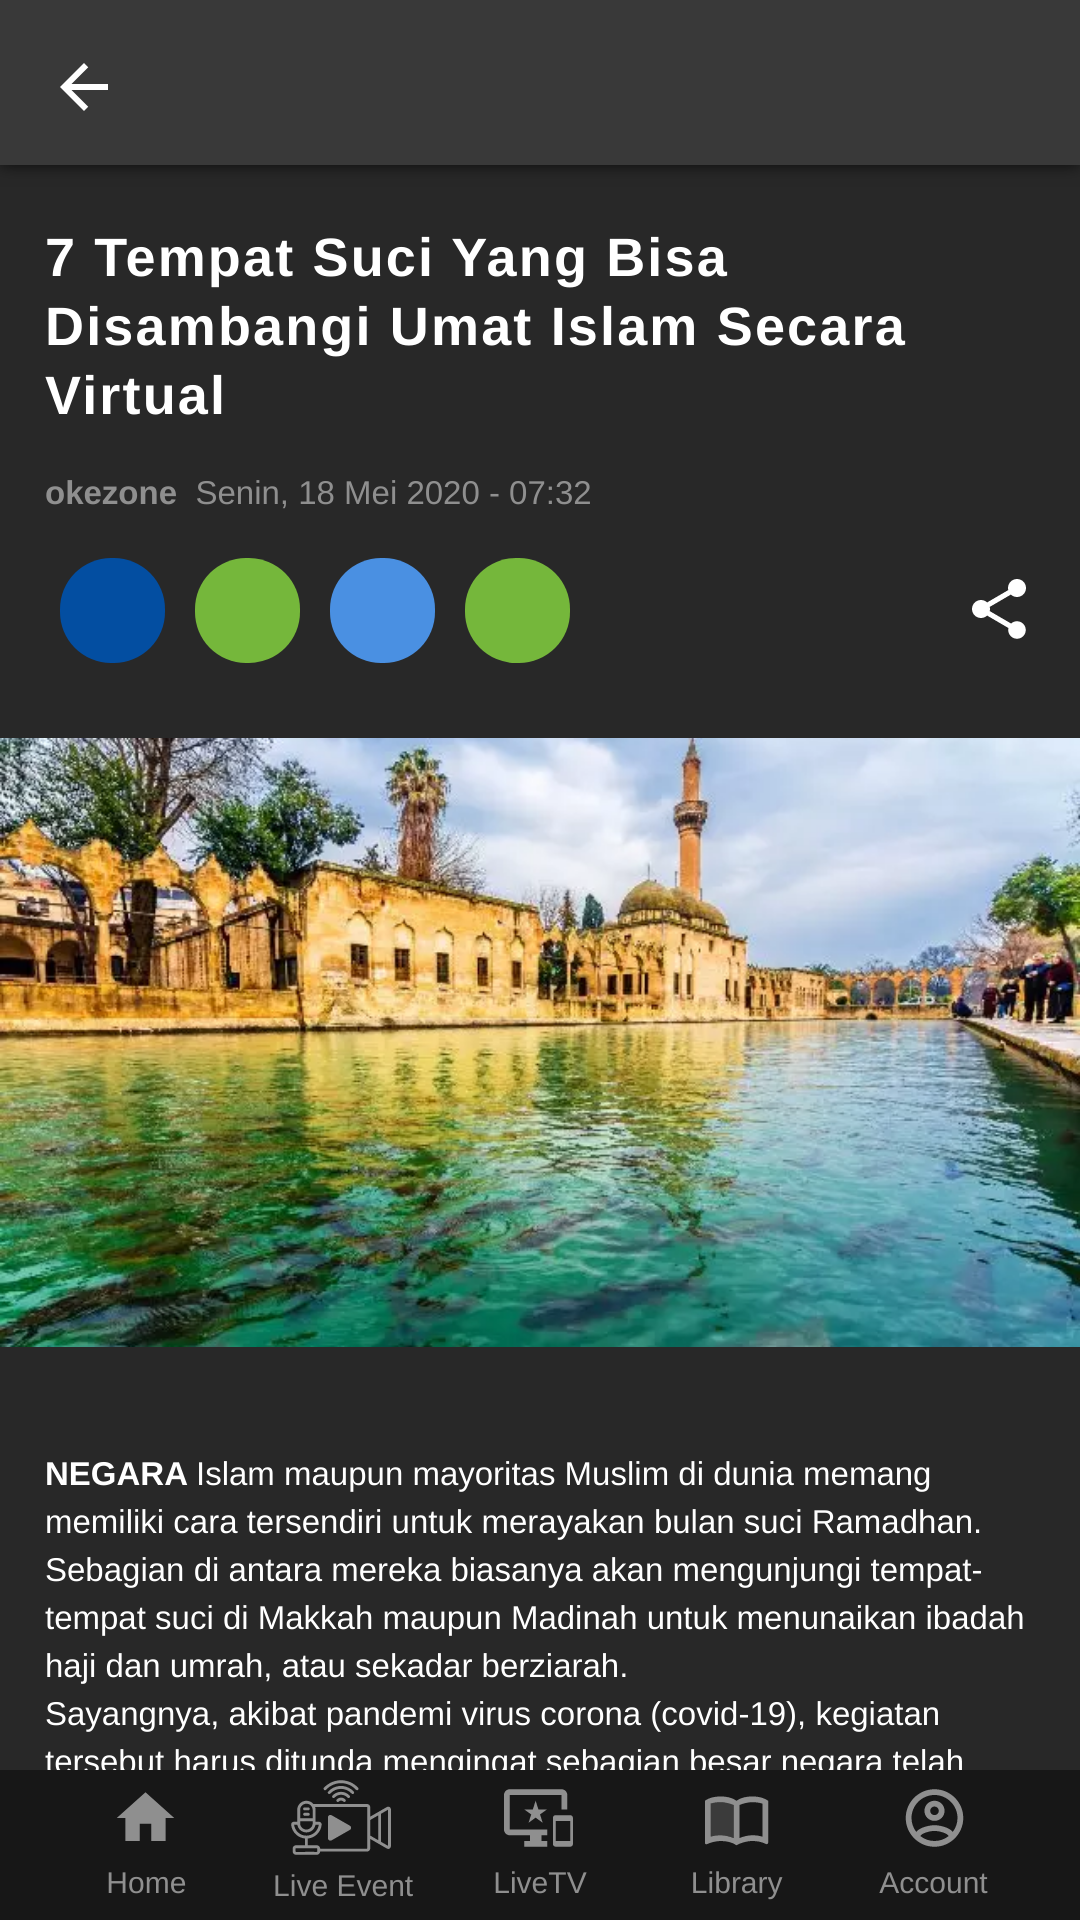 7 Tempat Suci Yang Bisa
Disambangi Umat Islam Secara
Virtual
okezone Senin, 18 Mei 2020 - 07:32
NEGARA Islam maupun mayoritas Muslim di dunia memang
memiliki cara tersendiri untuk merayakan bulan suci Ramadhan.
Sebagian di antara mereka biasanya akan mengunjungi tempat-
tempat suci di Makkah maupun Madinah untuk menunaikan ibadah
haji dan umrah, atau sekadar berziarah.
Sayangnya, akibat pandemi virus corona (covid-19), kegiatan
tersebut harus ditunda mengingat sebagian besar negara telah
Home Live Event LiveTV Library Account